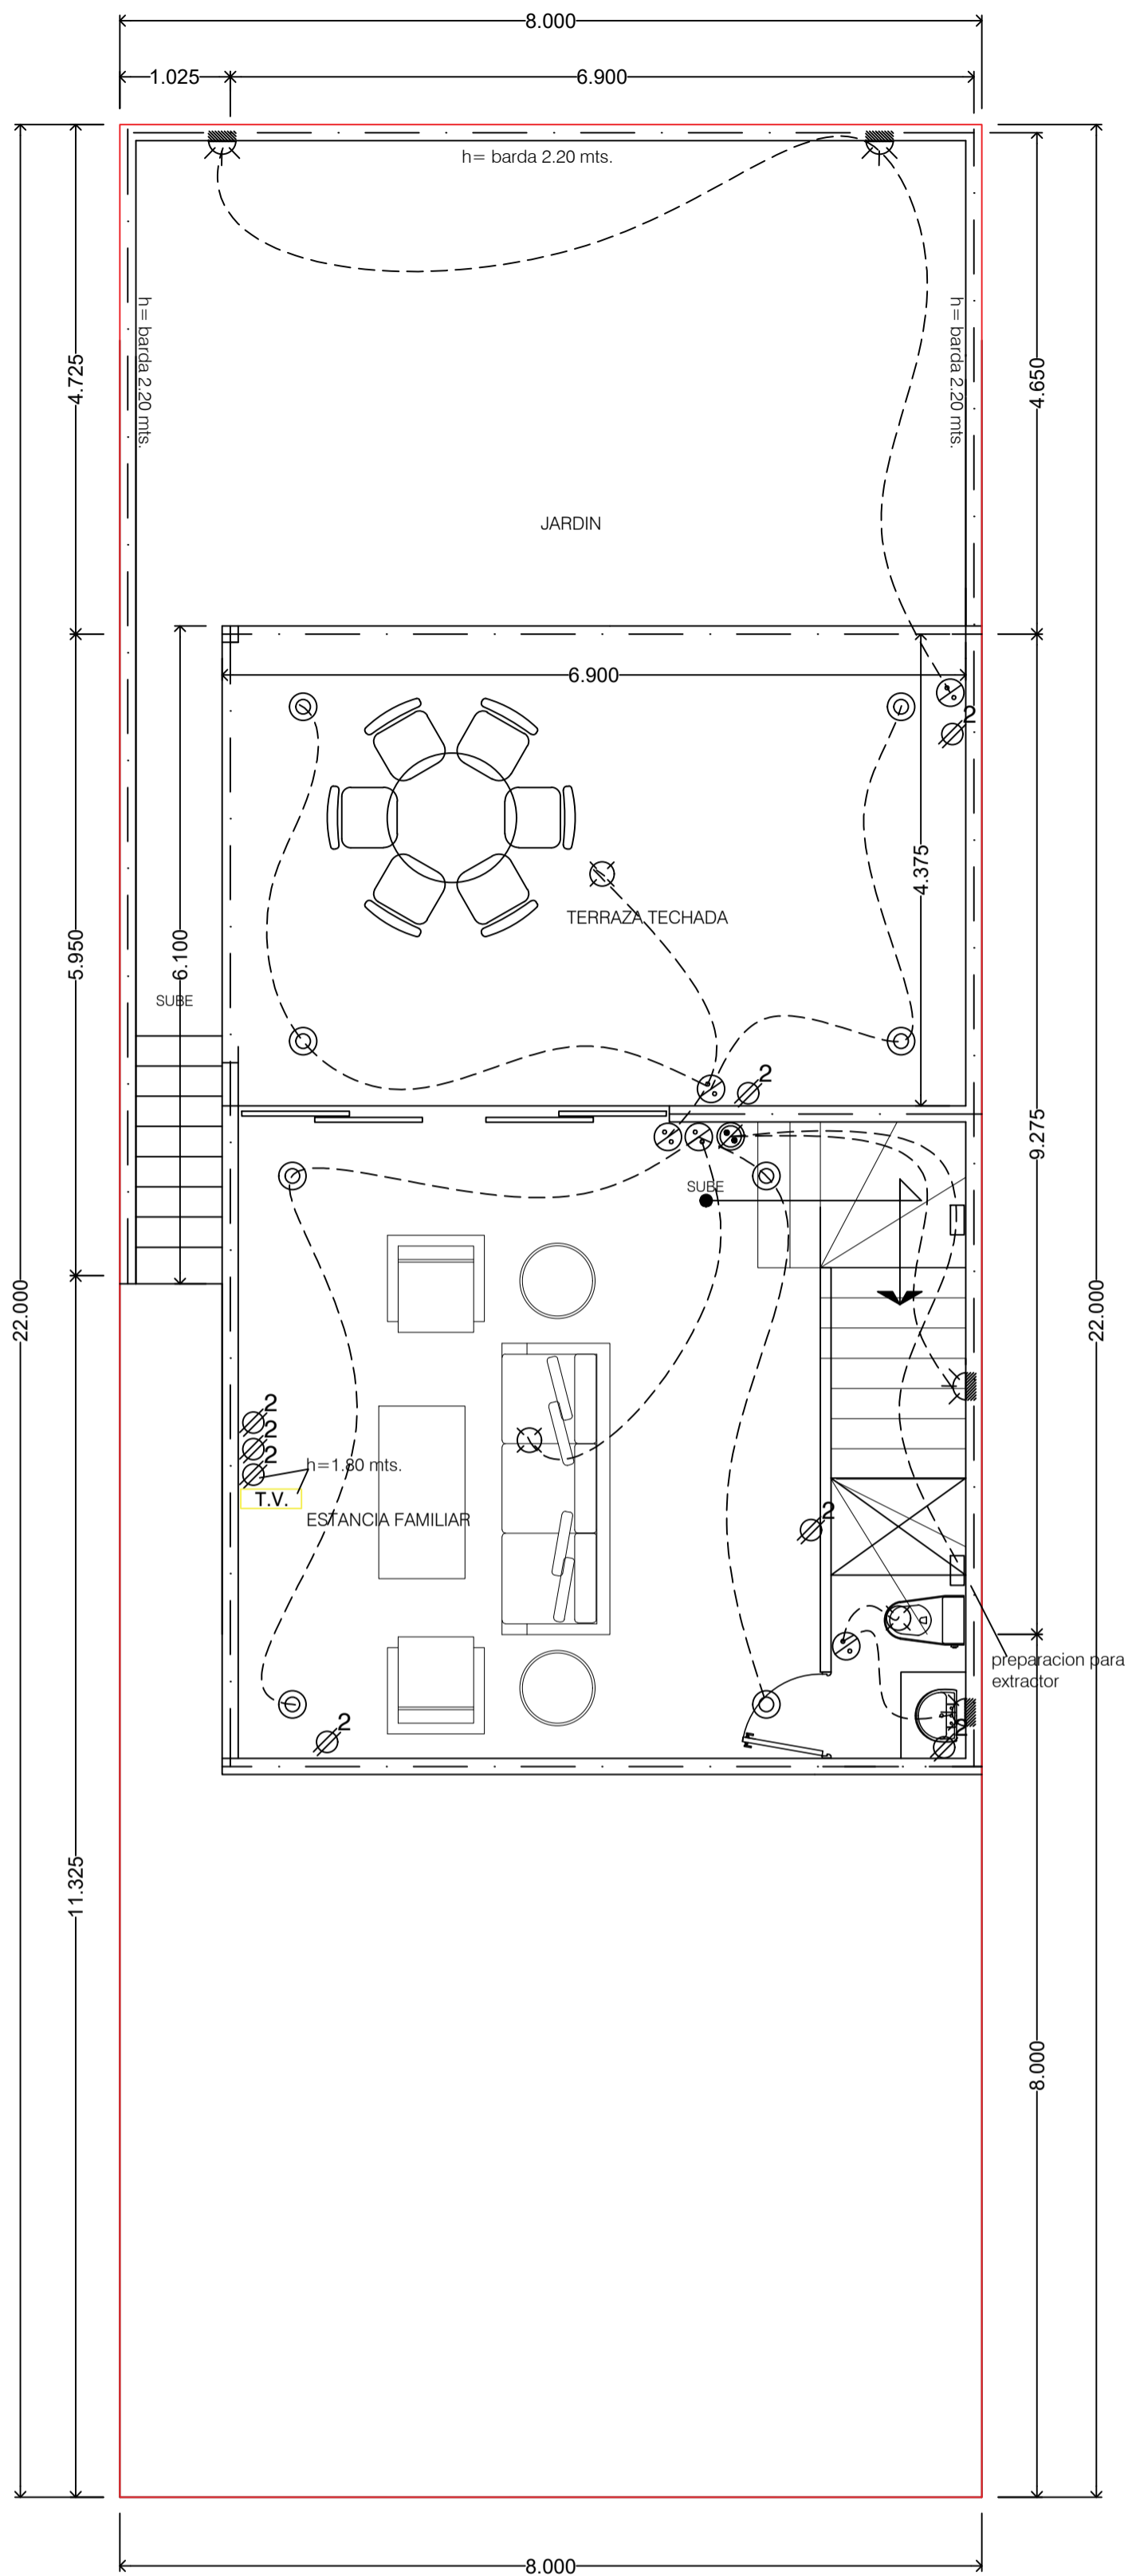 8.000
1.025
6.900
h= barda 2.20 mts.
h= barda 2.20 mts.
h= barda 2.20 mts.
4.725
4.650
JARDIN
6.900
2
4.375
TERRAZA TECHADA
5.950
6.100
SUBE
2
9.275
SUBE
22.000
22.000
2
2
2
h=1.80 mts.
T.V.
ESTANCIA FAMILIAR
2
preparacion para
extractor
2
2
11.325
8.000
8.000